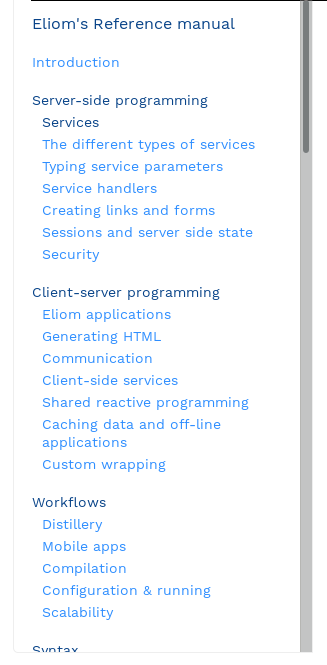 Eliom's Reference manual
Introduction
Server-side programming
Services
The different types of services
Typing service parameters
Service handlers
Creating links and forms
Sessions and server side state
Security
Client-server programming
Eliom applications
Generating HTML
Communication
Client-side services
Shared reactive programming
Caching data and off-line
applications
Custom wrapping
Workflows
Distillery
Mobile apps
Compilation
Configuration & running
Scalability
Syntax